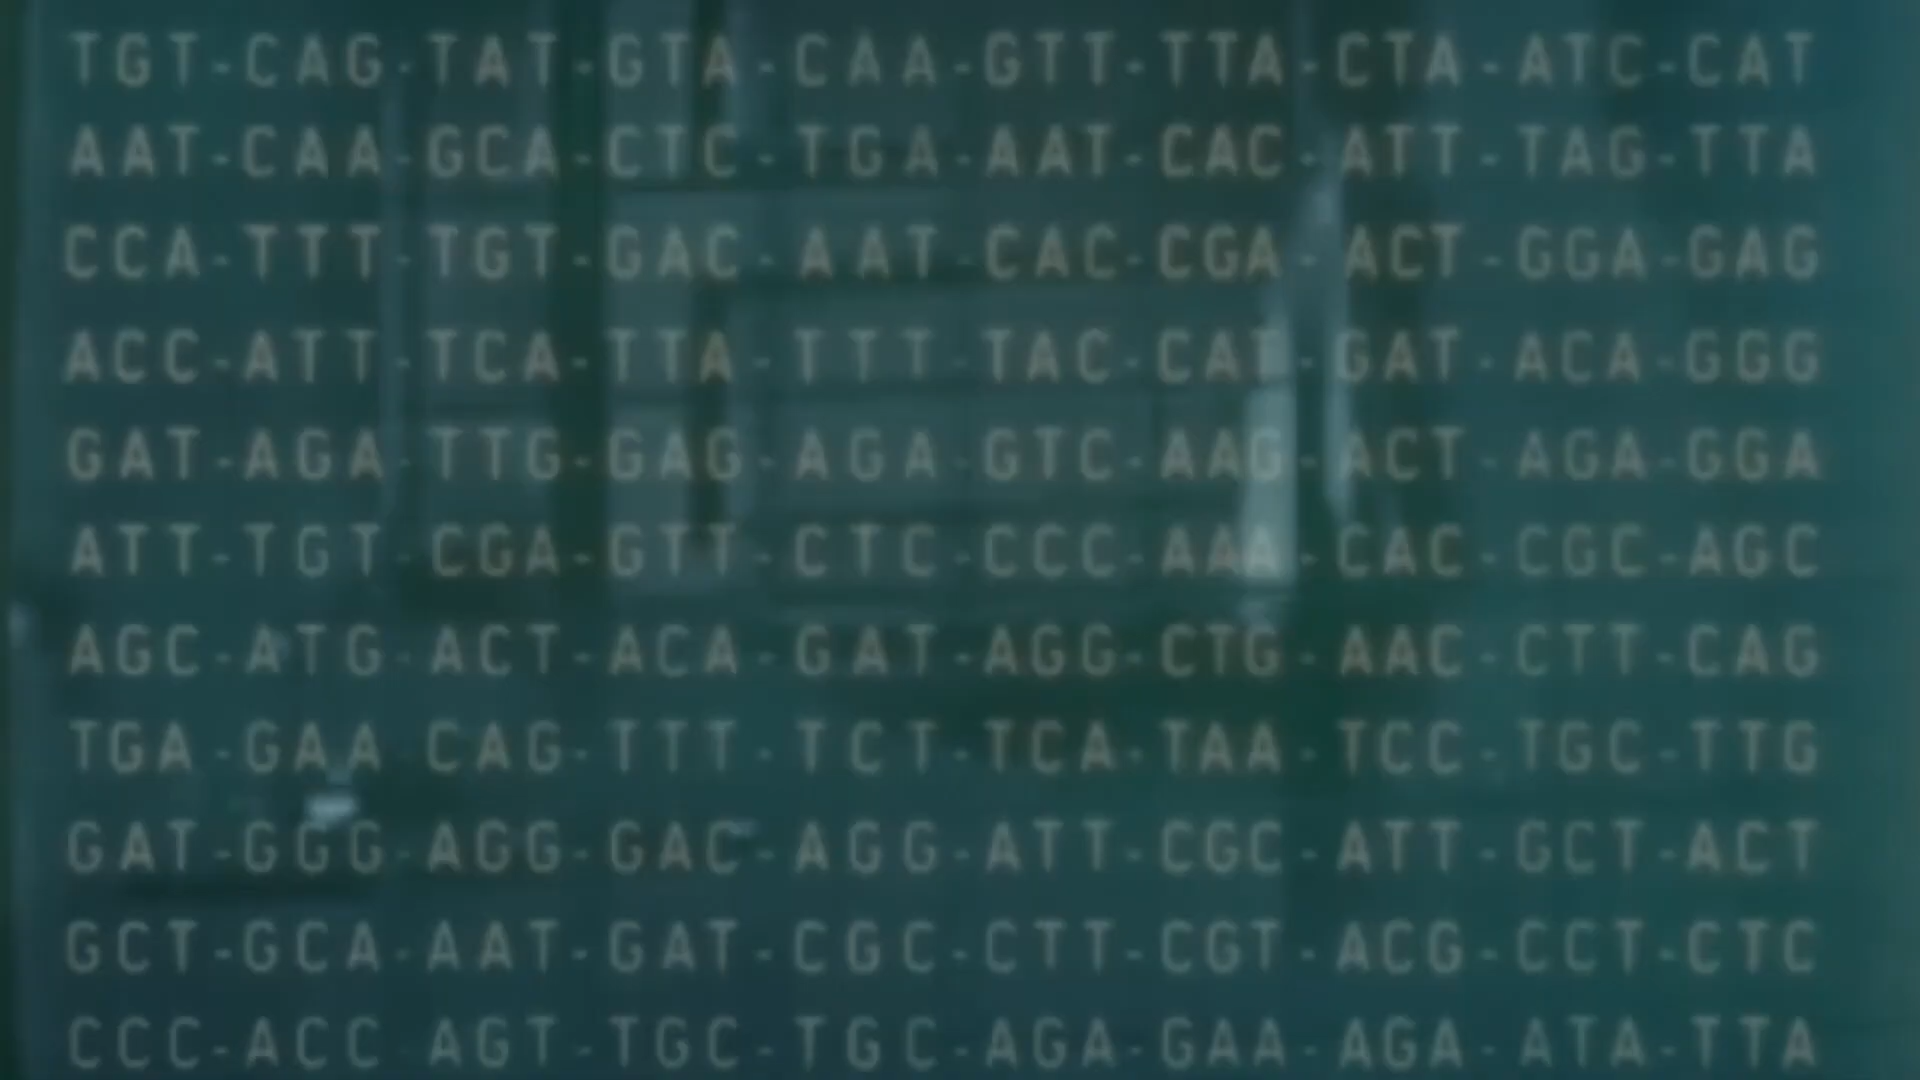 TGT-CAG-TAT-GTA-CAA-GTT-TTA-CTA-ATC-CAT
AAT-CAA-GCA-CTC-TGA-AAT-CAC-ATT-TAG-TTA
CCA-TTT-TGT-GAC-AAT-CAC-CGA-ACT-GGA-GAG
ACC-ATT-TCA-TTA-TTT-TAC-CAT-GAT-ACA-GGG
GAT-AGA-TTG-GAG-AGA-GTC-AAG-ACT-AGA-GGA
ATT-TGT-CGA-GTT-CTC-CCC-AAA-CAC-CGC-AGC
AGC-ATG-ACT-ACA-GAT-AGG-CTG-AAC-CTT-CAG
TGA-GAA-CAG-TTT-TCT-TCA-TAA-TCC-TGC-TTG
GAT-GGG-AGG-GAC-AGG-ATT-CGC-ATT-GCT-ACT
GCT-GCA-AAT-GAT-CGC-CTT-CGT-ACG-CCT-CTC
CCC-ACC-AGT-TGC-TGC-AGA-GAA-AGA-ATA-TTA